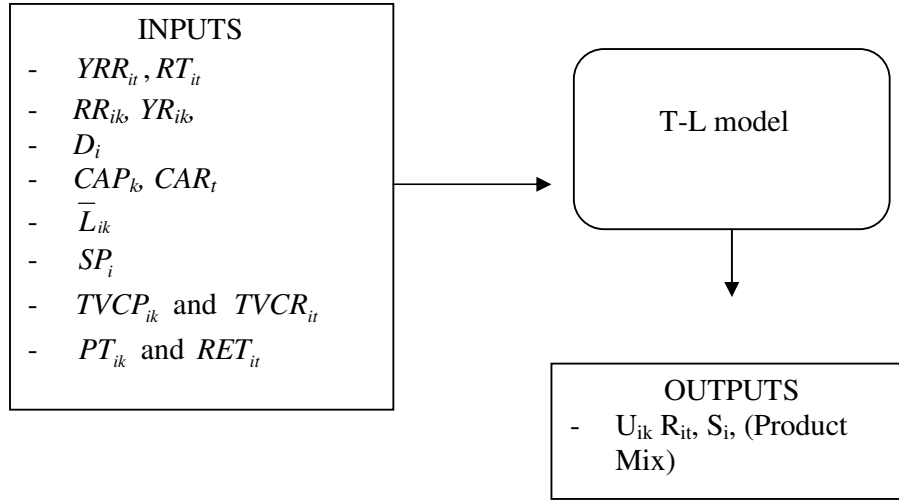 INPUTS
- YRR_it , RT_it
- RR_ik, YR_ik,
- D_i
- CAP_k, CAR_t
- L̅_ik
- SP_i
- TVCP_ik and TVCR_it
- PT_ik and RET_it
T-L model
OUTPUTS
- U_ik R_it, S_i, (Product
Mix)